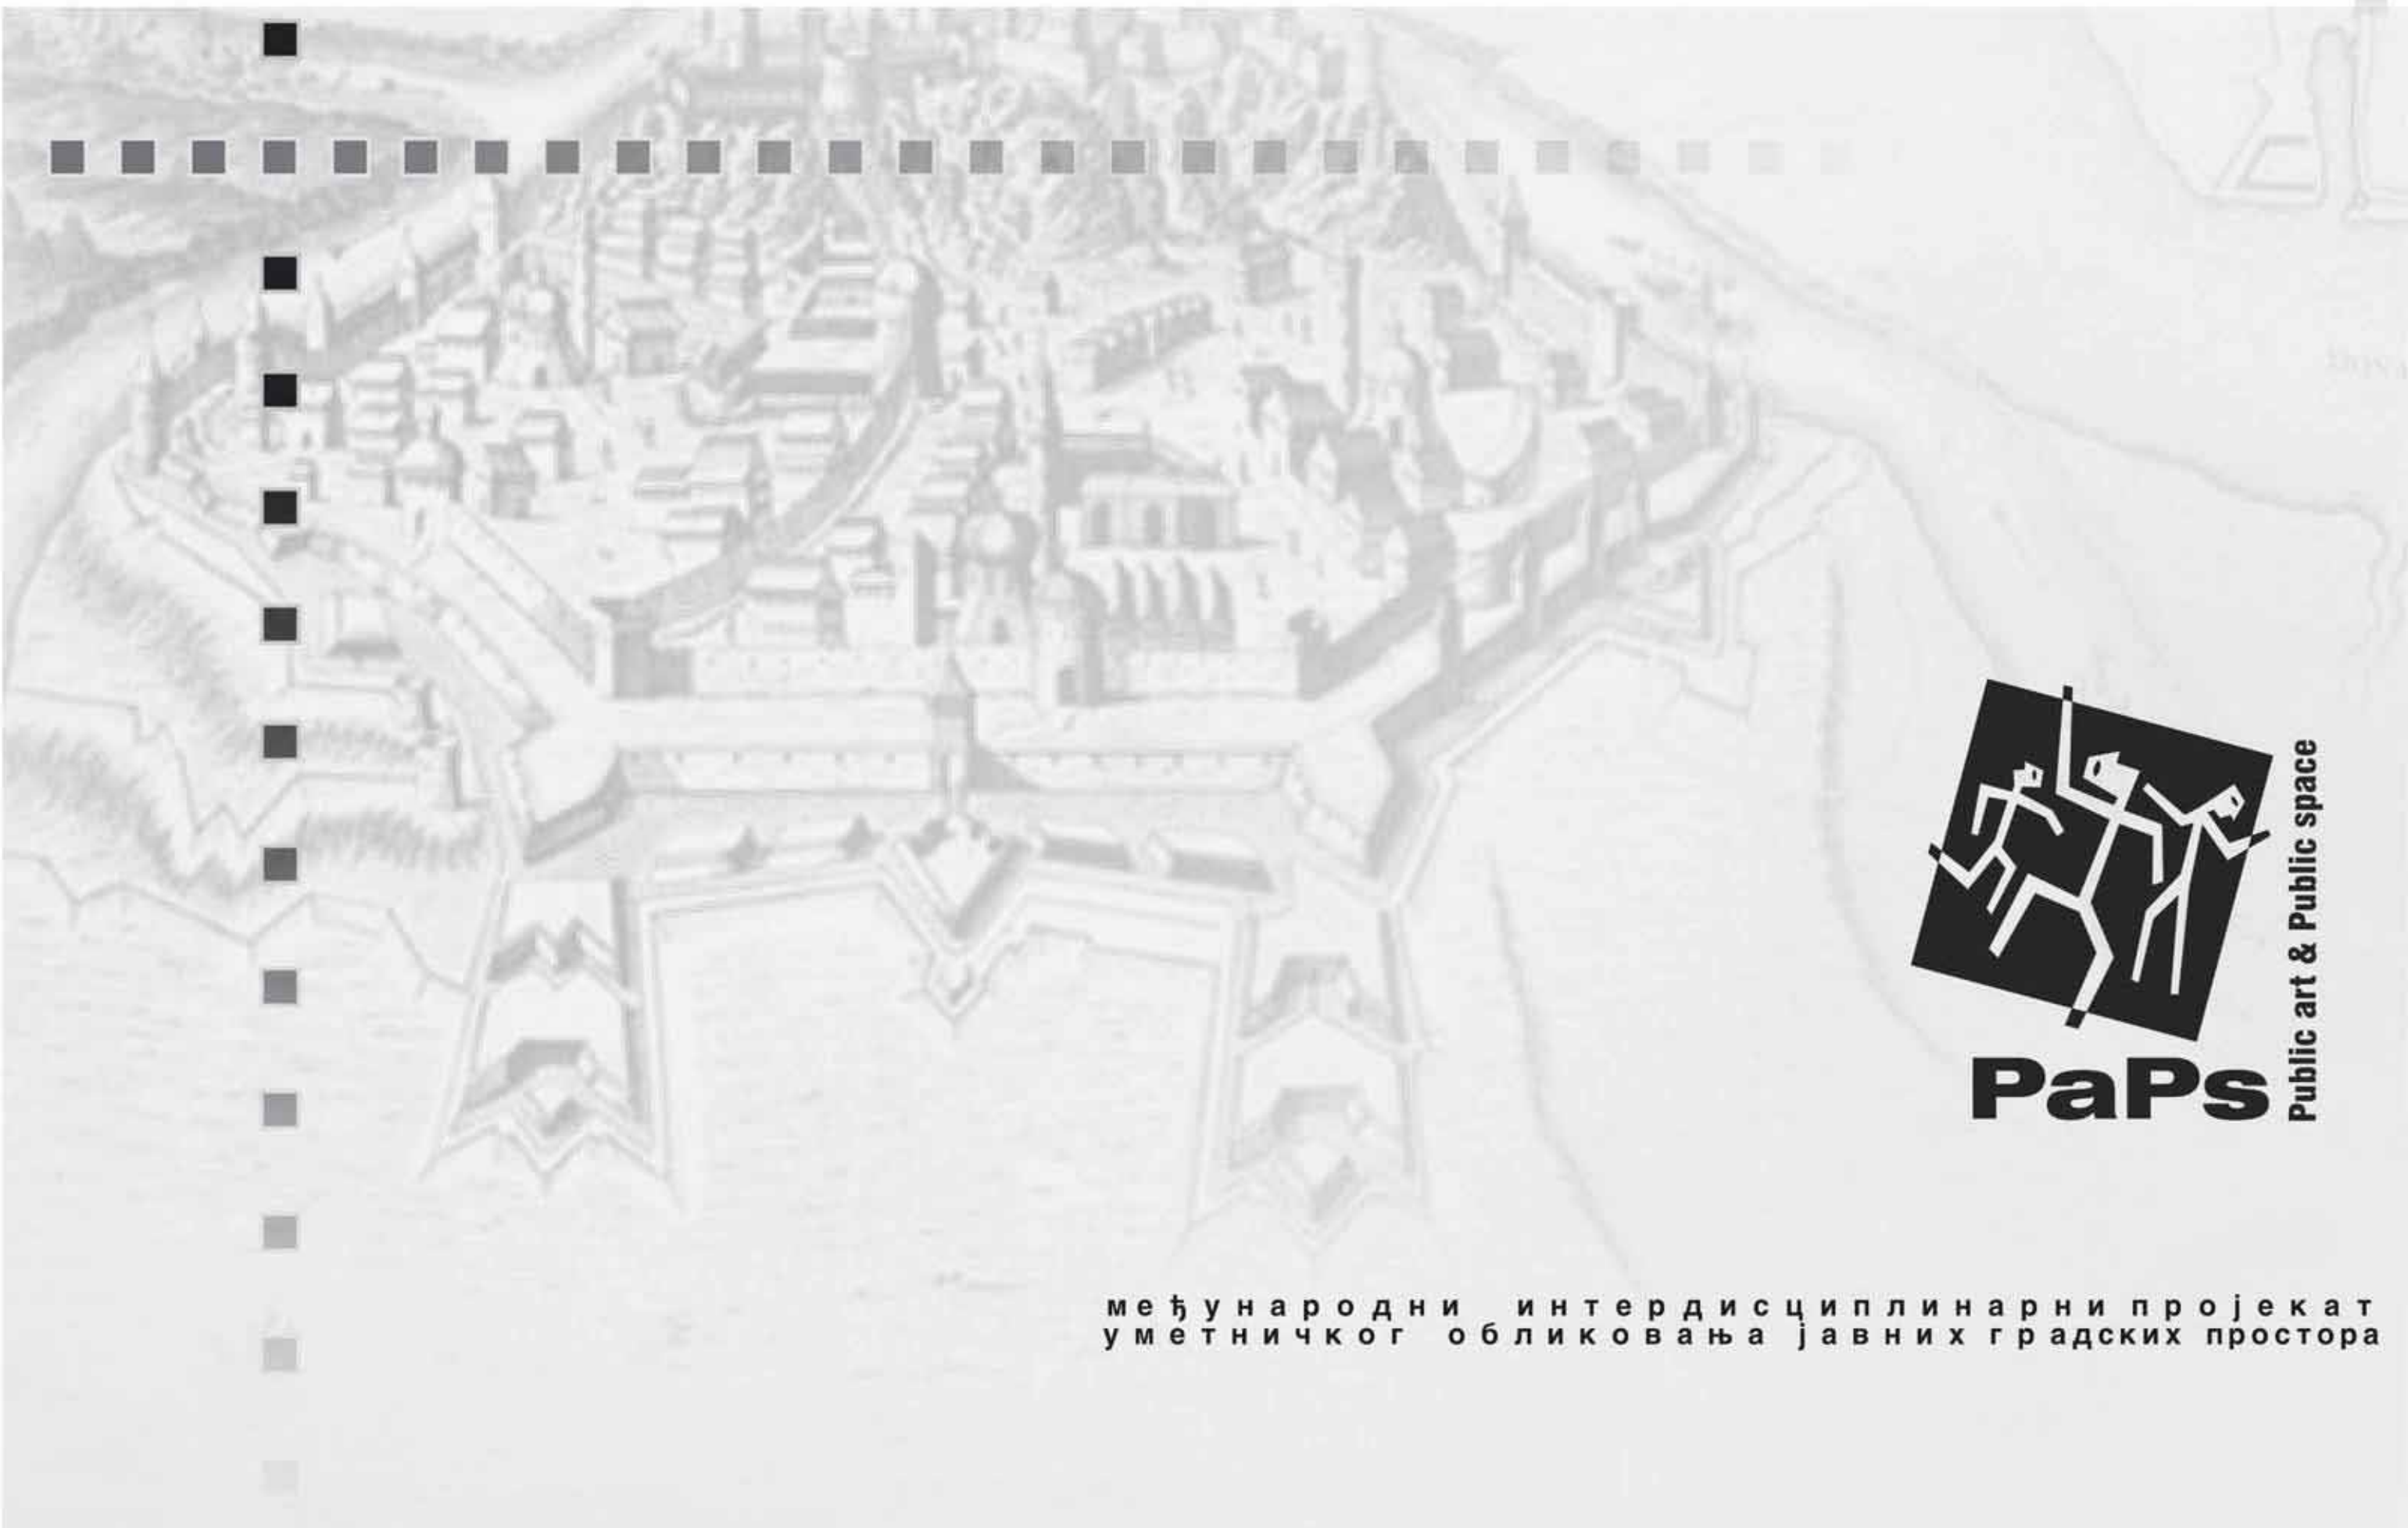 Public art & Public space
PaPs
међународни интердисциплинарни пројекат
уметничког обликовања јавних градских простора